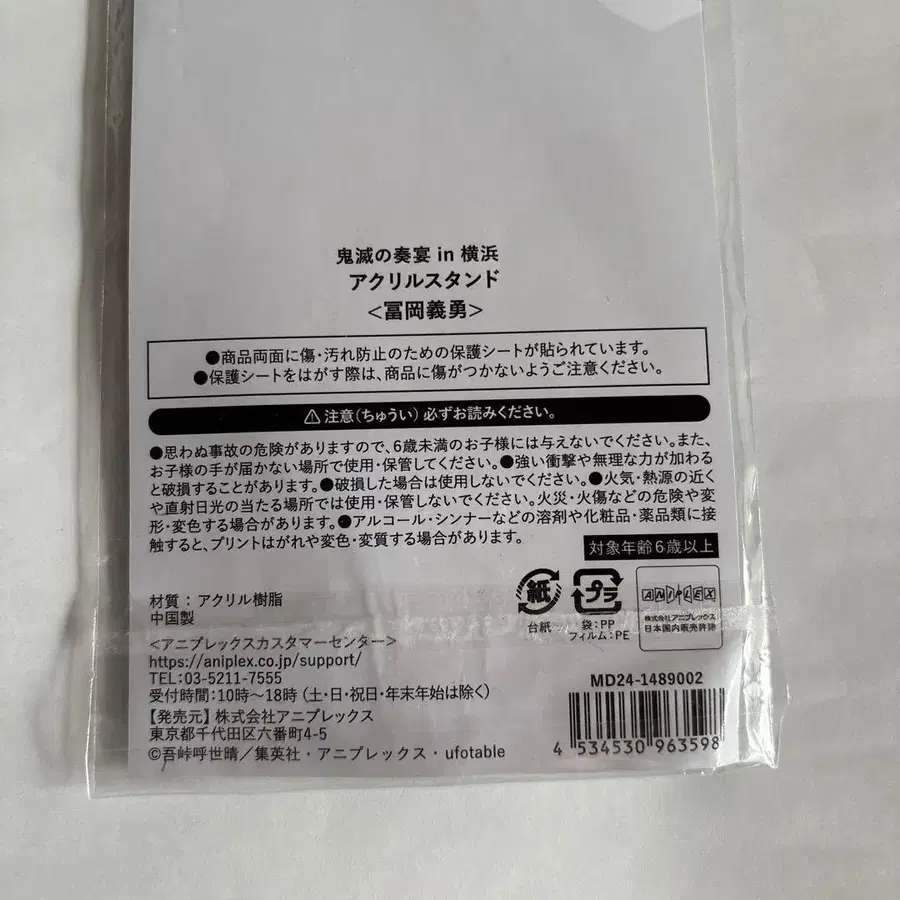 鬼滅の奏宴 in 横浜
アクリルスタンド
<冨岡義勇>
●商品両面に傷・汚れ防止のための保護シートが貼られています。
●保護シートをはがす際は、商品に傷がつかないようご注意ください。
⚠注意(ちゅうい) 必ずお読みください。
●思わぬ事故の危険がありますので、6歳未満のお子様には与えないでください。また、
お子様の手が届かない場所で使用・保管してください。●強い衝撃や無理な力が加わる
と破損することがあります。●破損した場合は使用しないでください。●火気・熱源の近く
や直射日光の当たる場所では使用・保管しないでください。火災・火傷などの危険や変
形・変色する場合があります。●アルコール・シンナーなどの溶剤や化粧品・薬品類に接
触すると、プリントはがれや変色・変質する場合があります。
対象年齢6歳以上
材質：アクリル樹脂
中国製
紙
台紙
プラ
袋：PP
フィルム：PE
ANIPLEX
株式会社アニプレックス
日本国内販売許諾
<アニプレックスカスタマーセンター>
https://aniplex.co.jp/support/
TEL:03-5211-7555
受付時間：10時～18時 (土・日・祝日・年末年始は除く)
【発売元】株式会社アニプレックス
東京都千代田区六番町4-5
©吾峠呼世晴／集英社・アニプレックス・ufotable
MD24-1489002
4 534530 963598